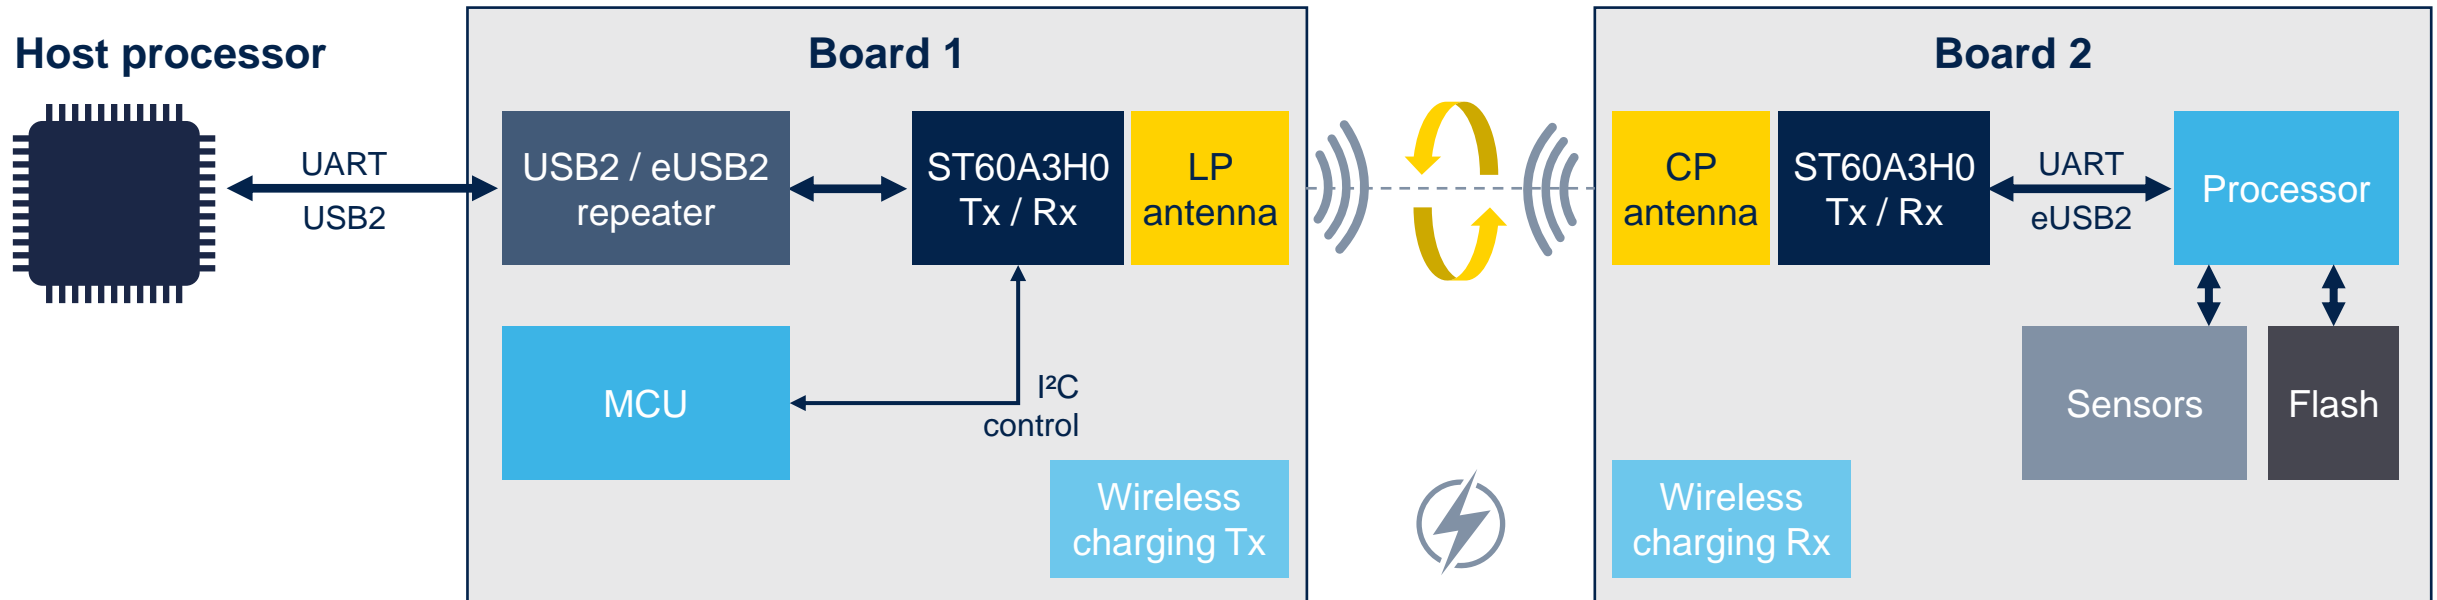 Host processor
Board 1
Board 2
UART
USB2
USB2 / eUSB2
repeater
ST60A3H0
Tx / Rx
LP
antenna
CP
antenna
ST60A3H0
Tx / Rx
UART
eUSB2
Processor
MCU
I²C
control
Sensors
Flash
Wireless
charging Tx
Wireless
charging Rx